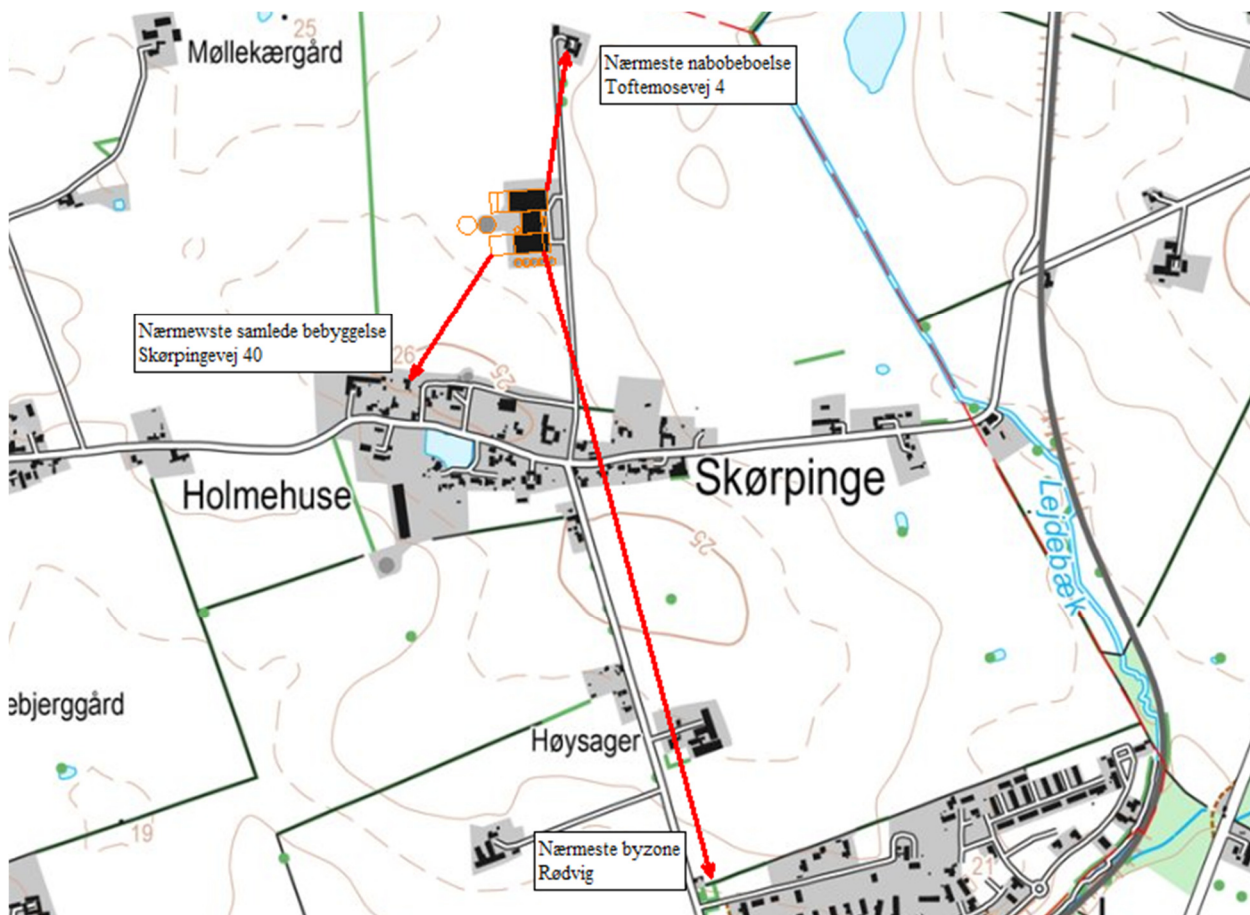 25
Møllekærgård
Nærmeste nabobeboelse
Toftemosevej 4
Nærmewste samlede bebyggelse
Skørpingevej 40
26
25
Skørpinge
Holmehuse
25
Lejdebæk
ebjerggård
Høysager
19
Nærmeste byzone
Rødvig
21